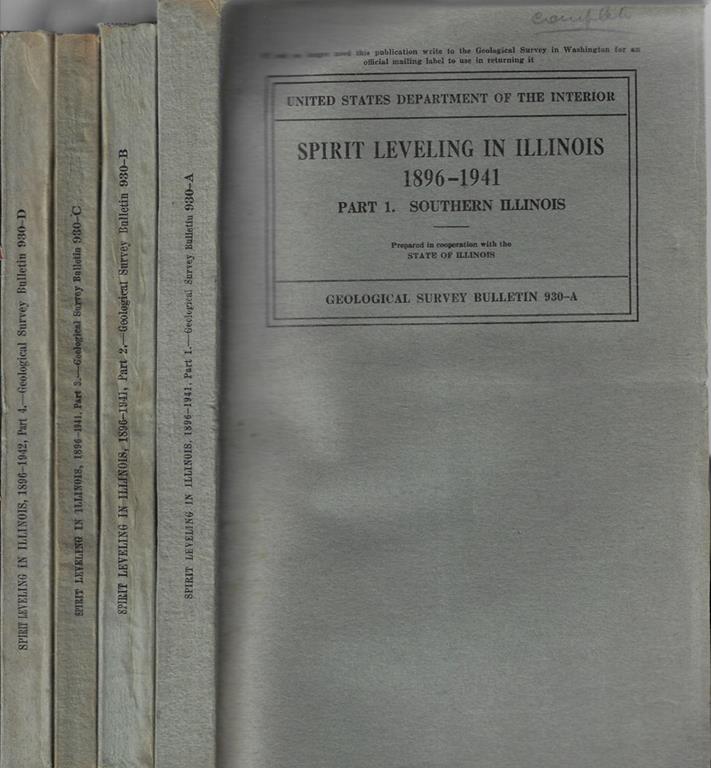 SPIRIT LEVELING IN ILLINOIS, 1896–1942, Part 4.—Geological Survey Bulletin 930–D
SPIRIT LEVELING IN ILLINOIS, 1896–1941, Part 3.—Geological Survey Bulletin 930–C
SPIRIT LEVELING IN ILLINOIS, 1896–1941, Part 2.—Geological Survey Bulletin 930–B
SPIRIT LEVELING IN ILLINOIS, 1896–1941, Part 1.—Geological Survey Bulletin 930–A
no longer need this publication write to the Geological Survey in Washington for an
official mailing label to use in returning it
UNITED STATES DEPARTMENT OF THE INTERIOR
SPIRIT LEVELING IN ILLINOIS
1896–1941
PART 1. SOUTHERN ILLINOIS
Prepared in cooperation with the
STATE OF ILLINOIS
GEOLOGICAL SURVEY BULLETIN 930–A